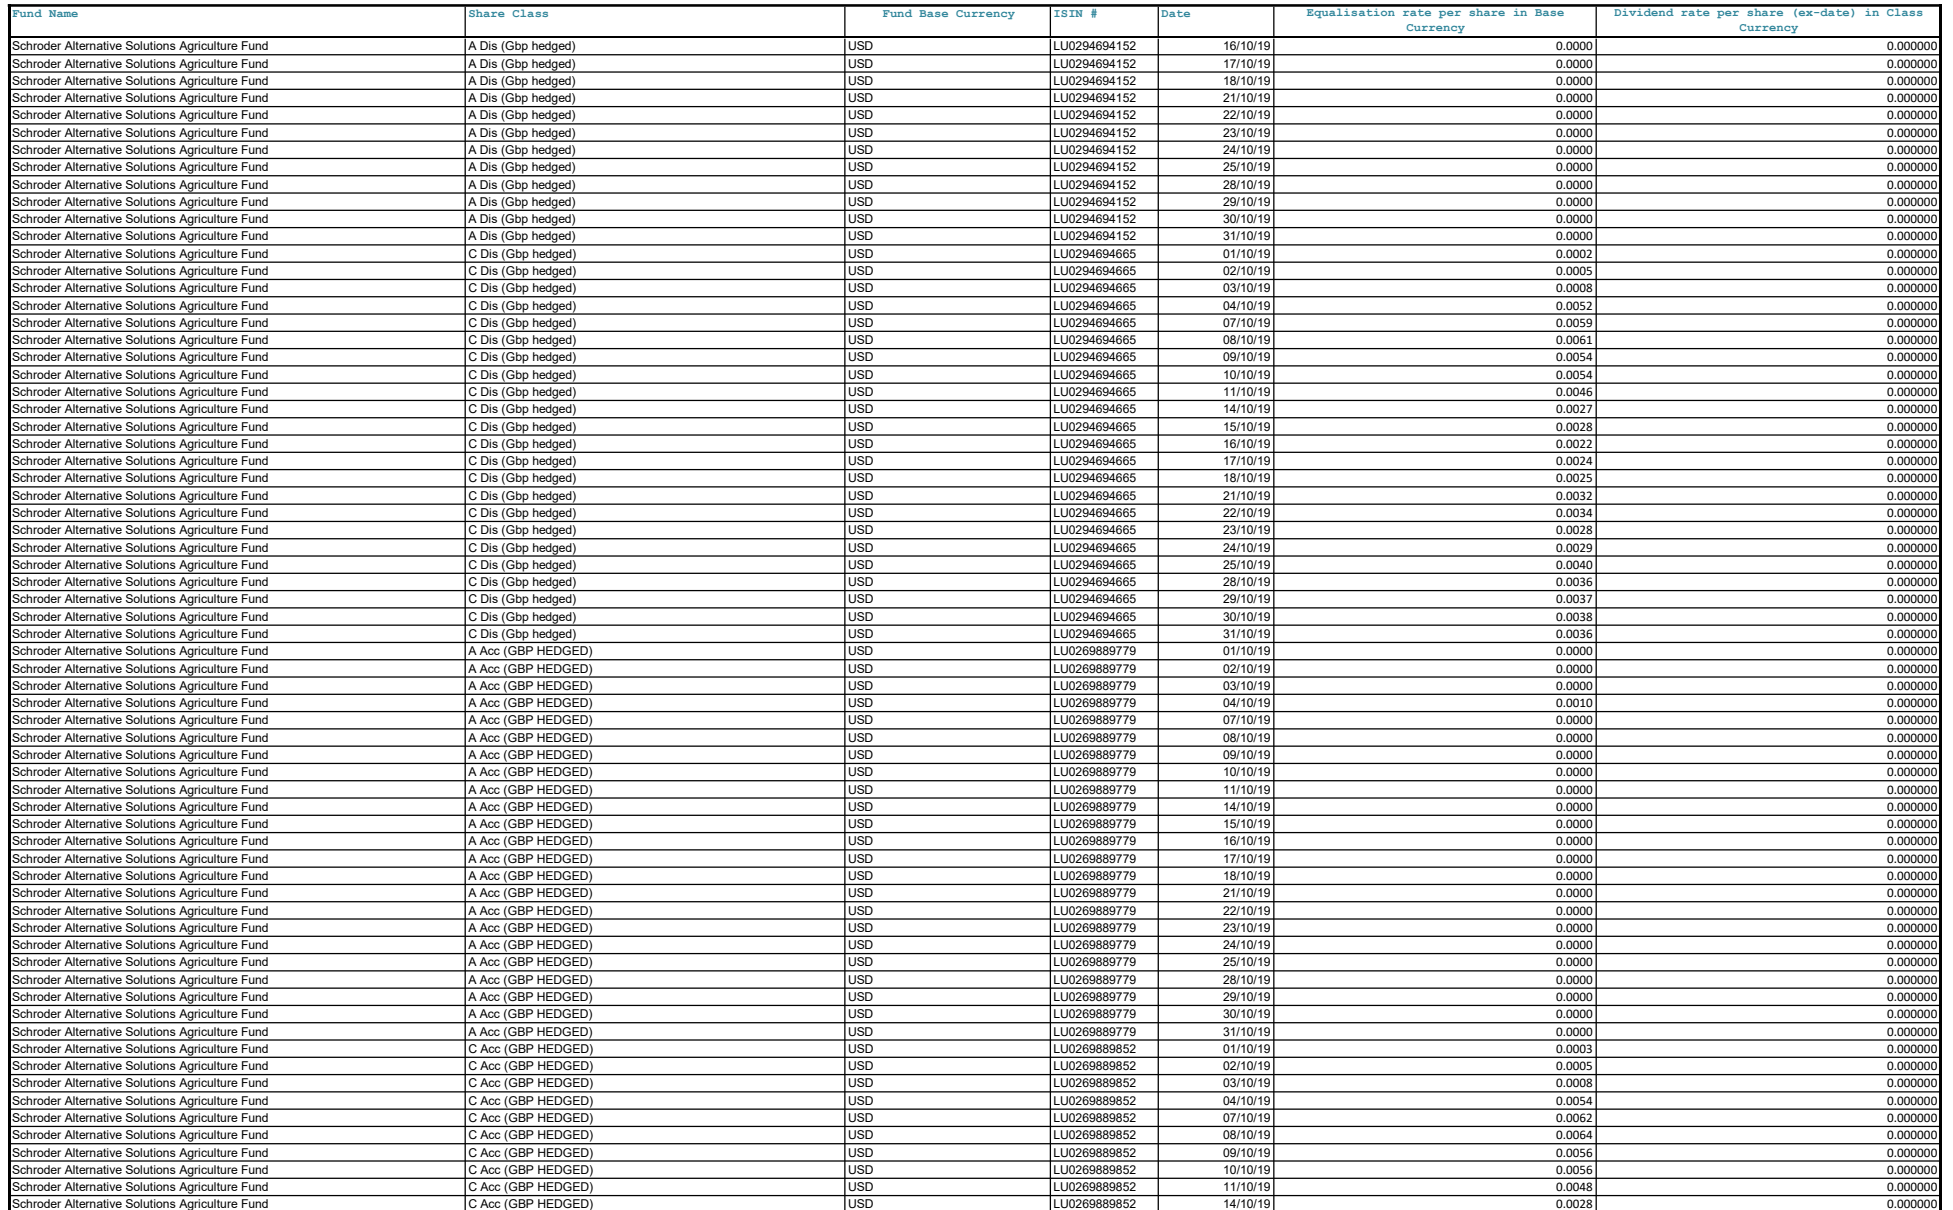 Fund Name Share Class Fund Base Currency ISIN # Date Equalisation rate per share in Base Currency Dividend rate per share (ex-date) in Class Currency
Schroder Alternative Solutions Agriculture Fund A Dis (Gbp hedged) USD LU0294694152 16/10/19 0.0000 0.000000
Schroder Alternative Solutions Agriculture Fund A Dis (Gbp hedged) USD LU0294694152 17/10/19 0.0000 0.000000
Schroder Alternative Solutions Agriculture Fund A Dis (Gbp hedged) USD LU0294694152 18/10/19 0.0000 0.000000
Schroder Alternative Solutions Agriculture Fund A Dis (Gbp hedged) USD LU0294694152 21/10/19 0.0000 0.000000
Schroder Alternative Solutions Agriculture Fund A Dis (Gbp hedged) USD LU0294694152 22/10/19 0.0000 0.000000
Schroder Alternative Solutions Agriculture Fund A Dis (Gbp hedged) USD LU0294694152 23/10/19 0.0000 0.000000
Schroder Alternative Solutions Agriculture Fund A Dis (Gbp hedged) USD LU0294694152 24/10/19 0.0000 0.000000
Schroder Alternative Solutions Agriculture Fund A Dis (Gbp hedged) USD LU0294694152 25/10/19 0.0000 0.000000
Schroder Alternative Solutions Agriculture Fund A Dis (Gbp hedged) USD LU0294694152 28/10/19 0.0000 0.000000
Schroder Alternative Solutions Agriculture Fund A Dis (Gbp hedged) USD LU0294694152 29/10/19 0.0000 0.000000
Schroder Alternative Solutions Agriculture Fund A Dis (Gbp hedged) USD LU0294694152 30/10/19 0.0000 0.000000
Schroder Alternative Solutions Agriculture Fund A Dis (Gbp hedged) USD LU0294694152 31/10/19 0.0000 0.000000
Schroder Alternative Solutions Agriculture Fund C Dis (Gbp hedged) USD LU0294694665 01/10/19 0.0002 0.000000
Schroder Alternative Solutions Agriculture Fund C Dis (Gbp hedged) USD LU0294694665 02/10/19 0.0005 0.000000
Schroder Alternative Solutions Agriculture Fund C Dis (Gbp hedged) USD LU0294694665 03/10/19 0.0008 0.000000
Schroder Alternative Solutions Agriculture Fund C Dis (Gbp hedged) USD LU0294694665 04/10/19 0.0052 0.000000
Schroder Alternative Solutions Agriculture Fund C Dis (Gbp hedged) USD LU0294694665 07/10/19 0.0059 0.000000
Schroder Alternative Solutions Agriculture Fund C Dis (Gbp hedged) USD LU0294694665 08/10/19 0.0061 0.000000
Schroder Alternative Solutions Agriculture Fund C Dis (Gbp hedged) USD LU0294694665 09/10/19 0.0054 0.000000
Schroder Alternative Solutions Agriculture Fund C Dis (Gbp hedged) USD LU0294694665 10/10/19 0.0054 0.000000
Schroder Alternative Solutions Agriculture Fund C Dis (Gbp hedged) USD LU0294694665 11/10/19 0.0046 0.000000
Schroder Alternative Solutions Agriculture Fund C Dis (Gbp hedged) USD LU0294694665 14/10/19 0.0027 0.000000
Schroder Alternative Solutions Agriculture Fund C Dis (Gbp hedged) USD LU0294694665 15/10/19 0.0028 0.000000
Schroder Alternative Solutions Agriculture Fund C Dis (Gbp hedged) USD LU0294694665 16/10/19 0.0022 0.000000
Schroder Alternative Solutions Agriculture Fund C Dis (Gbp hedged) USD LU0294694665 17/10/19 0.0024 0.000000
Schroder Alternative Solutions Agriculture Fund C Dis (Gbp hedged) USD LU0294694665 18/10/19 0.0025 0.000000
Schroder Alternative Solutions Agriculture Fund C Dis (Gbp hedged) USD LU0294694665 21/10/19 0.0032 0.000000
Schroder Alternative Solutions Agriculture Fund C Dis (Gbp hedged) USD LU0294694665 22/10/19 0.0034 0.000000
Schroder Alternative Solutions Agriculture Fund C Dis (Gbp hedged) USD LU0294694665 23/10/19 0.0028 0.000000
Schroder Alternative Solutions Agriculture Fund C Dis (Gbp hedged) USD LU0294694665 24/10/19 0.0029 0.000000
Schroder Alternative Solutions Agriculture Fund C Dis (Gbp hedged) USD LU0294694665 25/10/19 0.0040 0.000000
Schroder Alternative Solutions Agriculture Fund C Dis (Gbp hedged) USD LU0294694665 28/10/19 0.0036 0.000000
Schroder Alternative Solutions Agriculture Fund C Dis (Gbp hedged) USD LU0294694665 29/10/19 0.0037 0.000000
Schroder Alternative Solutions Agriculture Fund C Dis (Gbp hedged) USD LU0294694665 30/10/19 0.0038 0.000000
Schroder Alternative Solutions Agriculture Fund C Dis (Gbp hedged) USD LU0294694665 31/10/19 0.0036 0.000000
Schroder Alternative Solutions Agriculture Fund A Acc (GBP HEDGED) USD LU0269889779 01/10/19 0.0000 0.000000
Schroder Alternative Solutions Agriculture Fund A Acc (GBP HEDGED) USD LU0269889779 02/10/19 0.0000 0.000000
Schroder Alternative Solutions Agriculture Fund A Acc (GBP HEDGED) USD LU0269889779 03/10/19 0.0000 0.000000
Schroder Alternative Solutions Agriculture Fund A Acc (GBP HEDGED) USD LU0269889779 04/10/19 0.0010 0.000000
Schroder Alternative Solutions Agriculture Fund A Acc (GBP HEDGED) USD LU0269889779 07/10/19 0.0000 0.000000
Schroder Alternative Solutions Agriculture Fund A Acc (GBP HEDGED) USD LU0269889779 08/10/19 0.0000 0.000000
Schroder Alternative Solutions Agriculture Fund A Acc (GBP HEDGED) USD LU0269889779 09/10/19 0.0000 0.000000
Schroder Alternative Solutions Agriculture Fund A Acc (GBP HEDGED) USD LU0269889779 10/10/19 0.0000 0.000000
Schroder Alternative Solutions Agriculture Fund A Acc (GBP HEDGED) USD LU0269889779 11/10/19 0.0000 0.000000
Schroder Alternative Solutions Agriculture Fund A Acc (GBP HEDGED) USD LU0269889779 14/10/19 0.0000 0.000000
Schroder Alternative Solutions Agriculture Fund A Acc (GBP HEDGED) USD LU0269889779 15/10/19 0.0000 0.000000
Schroder Alternative Solutions Agriculture Fund A Acc (GBP HEDGED) USD LU0269889779 16/10/19 0.0000 0.000000
Schroder Alternative Solutions Agriculture Fund A Acc (GBP HEDGED) USD LU0269889779 17/10/19 0.0000 0.000000
Schroder Alternative Solutions Agriculture Fund A Acc (GBP HEDGED) USD LU0269889779 18/10/19 0.0000 0.000000
Schroder Alternative Solutions Agriculture Fund A Acc (GBP HEDGED) USD LU0269889779 21/10/19 0.0000 0.000000
Schroder Alternative Solutions Agriculture Fund A Acc (GBP HEDGED) USD LU0269889779 22/10/19 0.0000 0.000000
Schroder Alternative Solutions Agriculture Fund A Acc (GBP HEDGED) USD LU0269889779 23/10/19 0.0000 0.000000
Schroder Alternative Solutions Agriculture Fund A Acc (GBP HEDGED) USD LU0269889779 24/10/19 0.0000 0.000000
Schroder Alternative Solutions Agriculture Fund A Acc (GBP HEDGED) USD LU0269889779 25/10/19 0.0000 0.000000
Schroder Alternative Solutions Agriculture Fund A Acc (GBP HEDGED) USD LU0269889779 28/10/19 0.0000 0.000000
Schroder Alternative Solutions Agriculture Fund A Acc (GBP HEDGED) USD LU0269889779 29/10/19 0.0000 0.000000
Schroder Alternative Solutions Agriculture Fund A Acc (GBP HEDGED) USD LU0269889779 30/10/19 0.0000 0.000000
Schroder Alternative Solutions Agriculture Fund A Acc (GBP HEDGED) USD LU0269889779 31/10/19 0.0000 0.000000
Schroder Alternative Solutions Agriculture Fund C Acc (GBP HEDGED) USD LU0269889852 01/10/19 0.0003 0.000000
Schroder Alternative Solutions Agriculture Fund C Acc (GBP HEDGED) USD LU0269889852 02/10/19 0.0005 0.000000
Schroder Alternative Solutions Agriculture Fund C Acc (GBP HEDGED) USD LU0269889852 03/10/19 0.0008 0.000000
Schroder Alternative Solutions Agriculture Fund C Acc (GBP HEDGED) USD LU0269889852 04/10/19 0.0054 0.000000
Schroder Alternative Solutions Agriculture Fund C Acc (GBP HEDGED) USD LU0269889852 07/10/19 0.0062 0.000000
Schroder Alternative Solutions Agriculture Fund C Acc (GBP HEDGED) USD LU0269889852 08/10/19 0.0064 0.000000
Schroder Alternative Solutions Agriculture Fund C Acc (GBP HEDGED) USD LU0269889852 09/10/19 0.0056 0.000000
Schroder Alternative Solutions Agriculture Fund C Acc (GBP HEDGED) USD LU0269889852 10/10/19 0.0056 0.000000
Schroder Alternative Solutions Agriculture Fund C Acc (GBP HEDGED) USD LU0269889852 11/10/19 0.0048 0.000000
Schroder Alternative Solutions Agriculture Fund C Acc (GBP HEDGED) USD LU0269889852 14/10/19 0.0028 0.000000